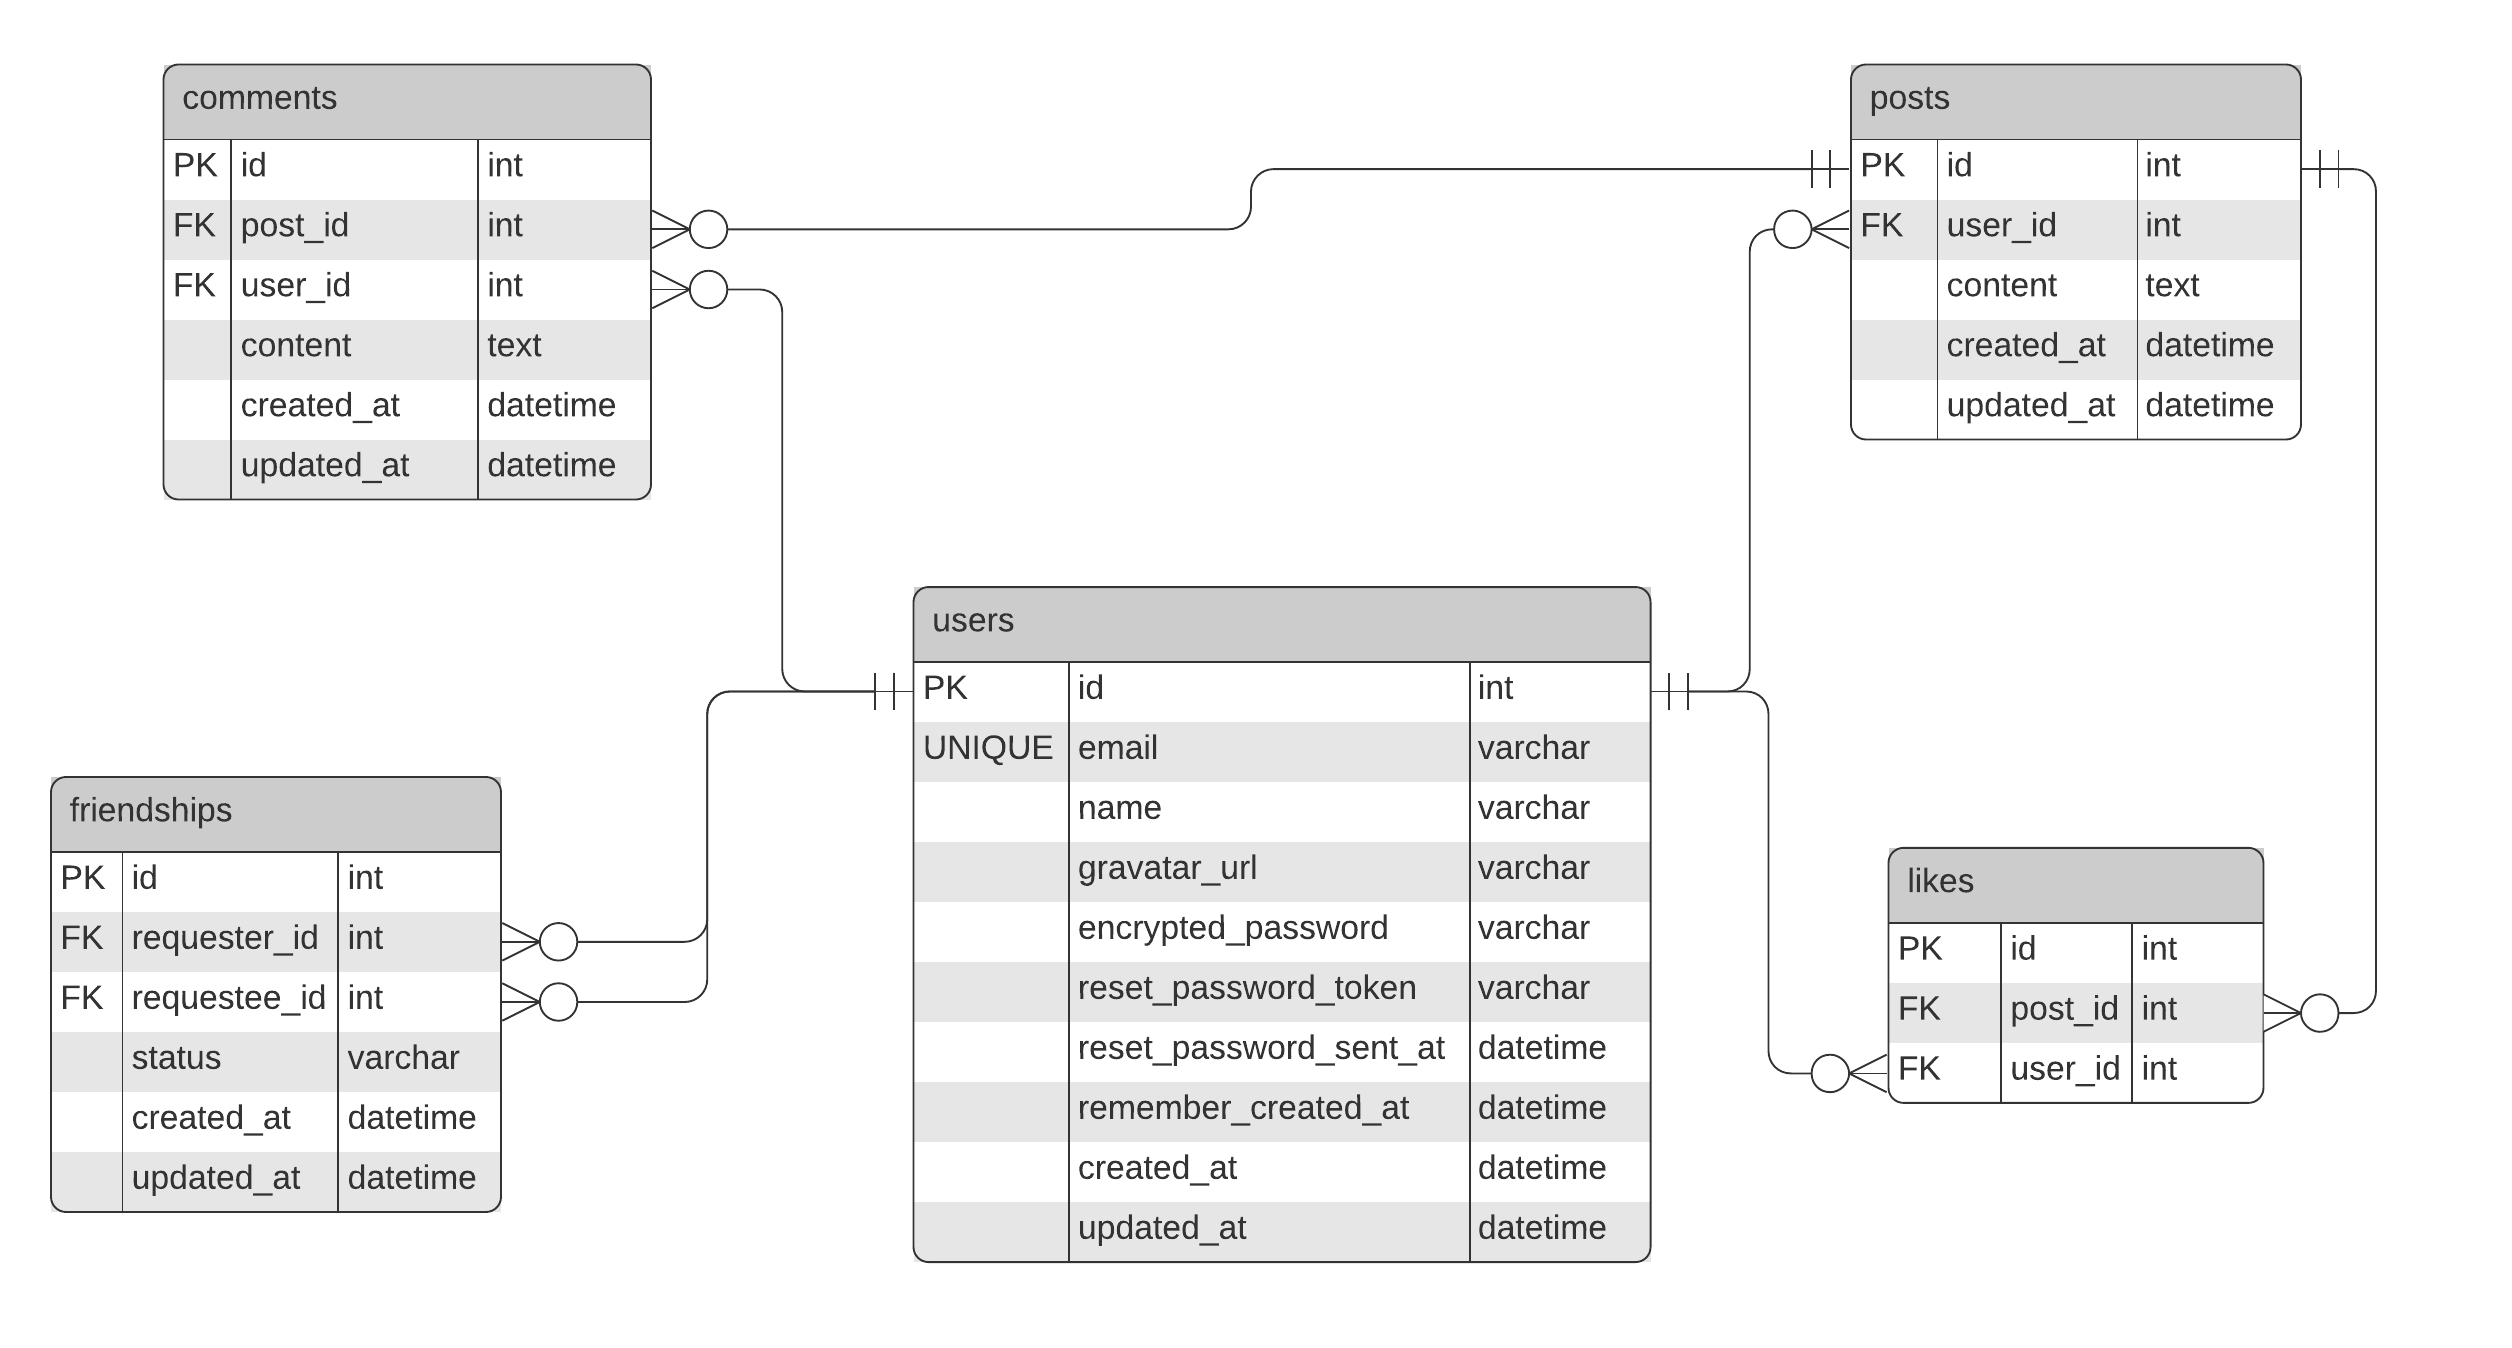 comments
PK id int
FK post_id int
FK user_id int
content text
created_at datetime
updated_at datetime
posts
PK id int
FK user_id int
content text
created_at datetime
updated_at datetime
users
PK id int
UNIQUE email varchar
name varchar
gravatar_url varchar
encrypted_password varchar
reset_password_token varchar
reset_password_sent_at datetime
remember_created_at datetime
created_at datetime
updated_at datetime
friendships
PK id int
FK requester_id int
FK requestee_id int
status varchar
created_at datetime
updated_at datetime
likes
PK id int
FK post_id int
FK user_id int